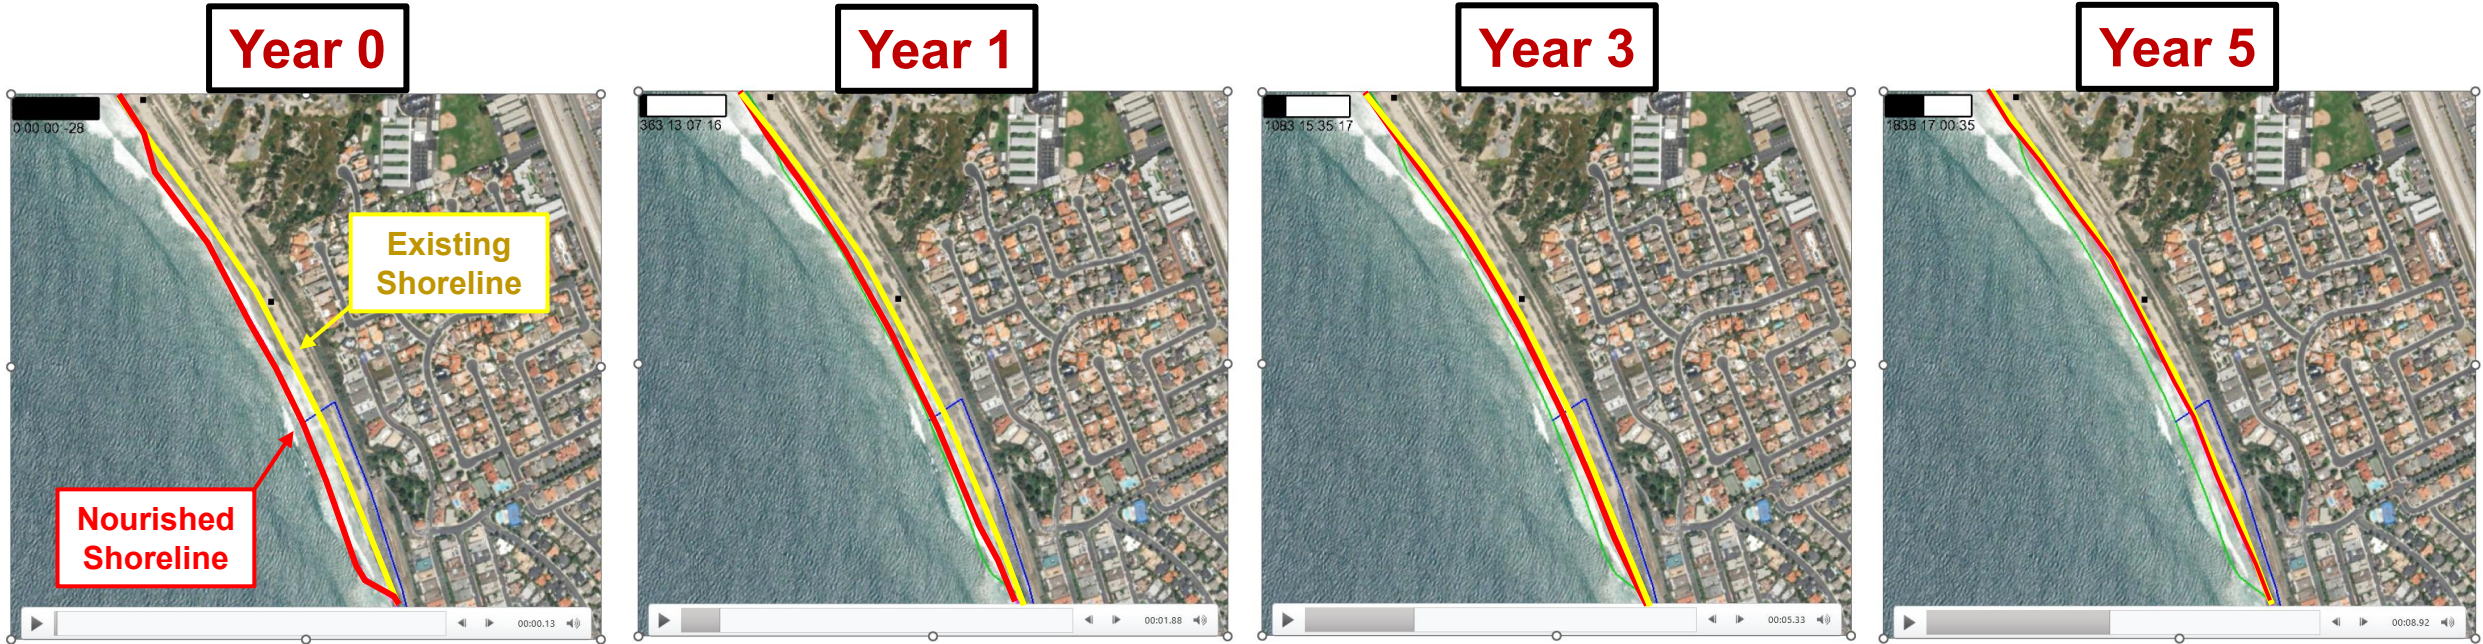 Year 0
Year 1
Year 3
Year 5
0 00:00:-28
363 13:07:16
1083 15:35:17
1838 17:00:35
Existing
Shoreline
Nourished
Shoreline
00:00.13
00:01.88
00:05.33
00:08.92